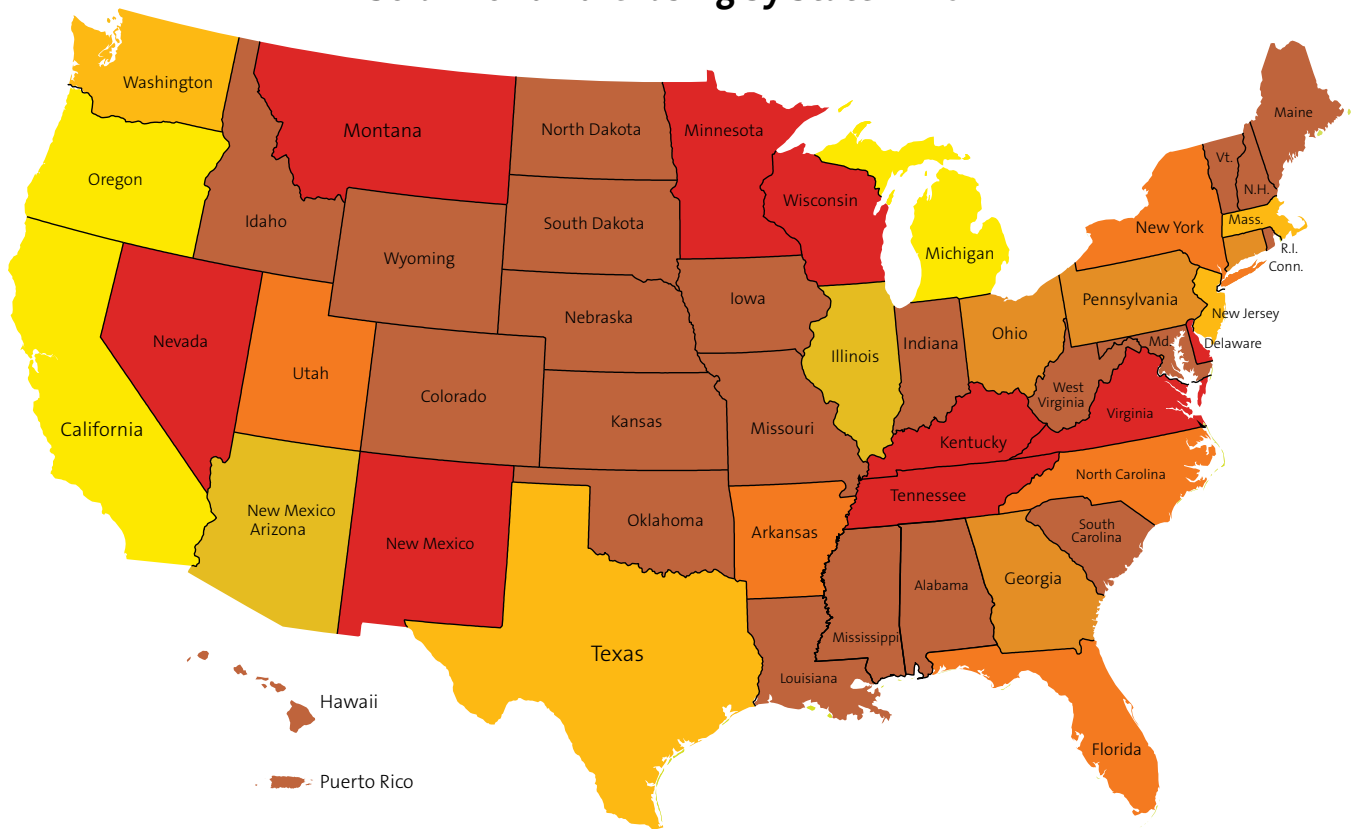 by State
Washington
Montana
North Dakota
Minnesota
Maine
Oregon
Idaho
South Dakota
Wisconsin
Vt.
N.H.
Mass.
New York
R.I.
Conn.
Wyoming
Michigan
Iowa
Nebraska
Pennsylvania
New Jersey
Nevada
Utah
Illinois
Indiana
Ohio
Md.
Delaware
Colorado
Kansas
Missouri
West
Virginia
Virginia
California
Kentucky
North Carolina
New Mexico
Arizona
New Mexico
Oklahoma
Arkansas
Tennessee
South
Carolina
Georgia
Alabama
Mississippi
Texas
Louisiana
Hawaii
Florida
Puerto Rico